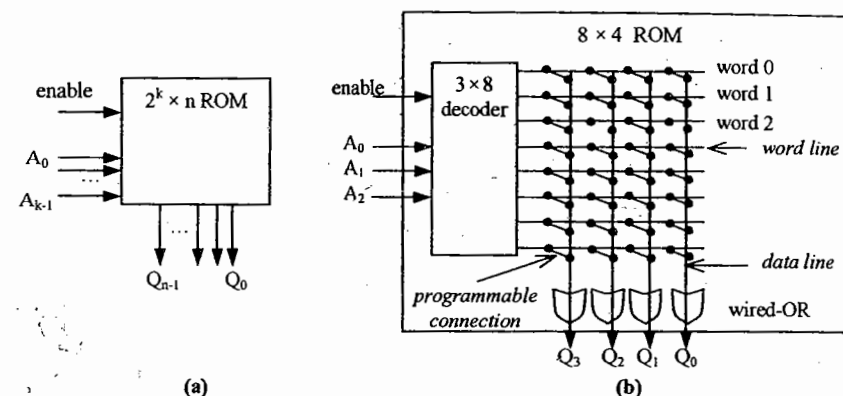 enable
2^k × n ROM
A0
...
Ak-1
...
Qn-1
Q0
(a)
8 × 4 ROM
enable
3 × 8
decoder
A0
A1
A2
word 0
word 1
word 2
word line
data line
programmable
connection
wired-OR
Q3 Q2 Q1 Q0
(b)